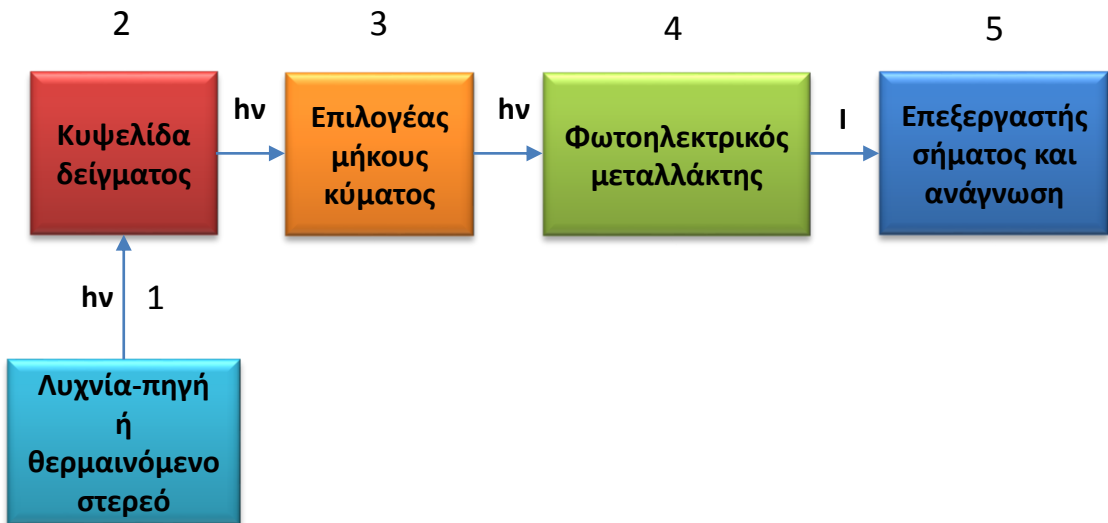 2
3
4
5
Κυψελίδα
δείγματος
hν
Επιλογέας
μήκους
κύματος
hν
Φωτοηλεκτρικός
μεταλλάκτης
I
Επεξεργαστής
σήματος και
ανάγνωση
hν
1
Λυχνία-πηγή
ή
θερμαινόμενο
στερεό